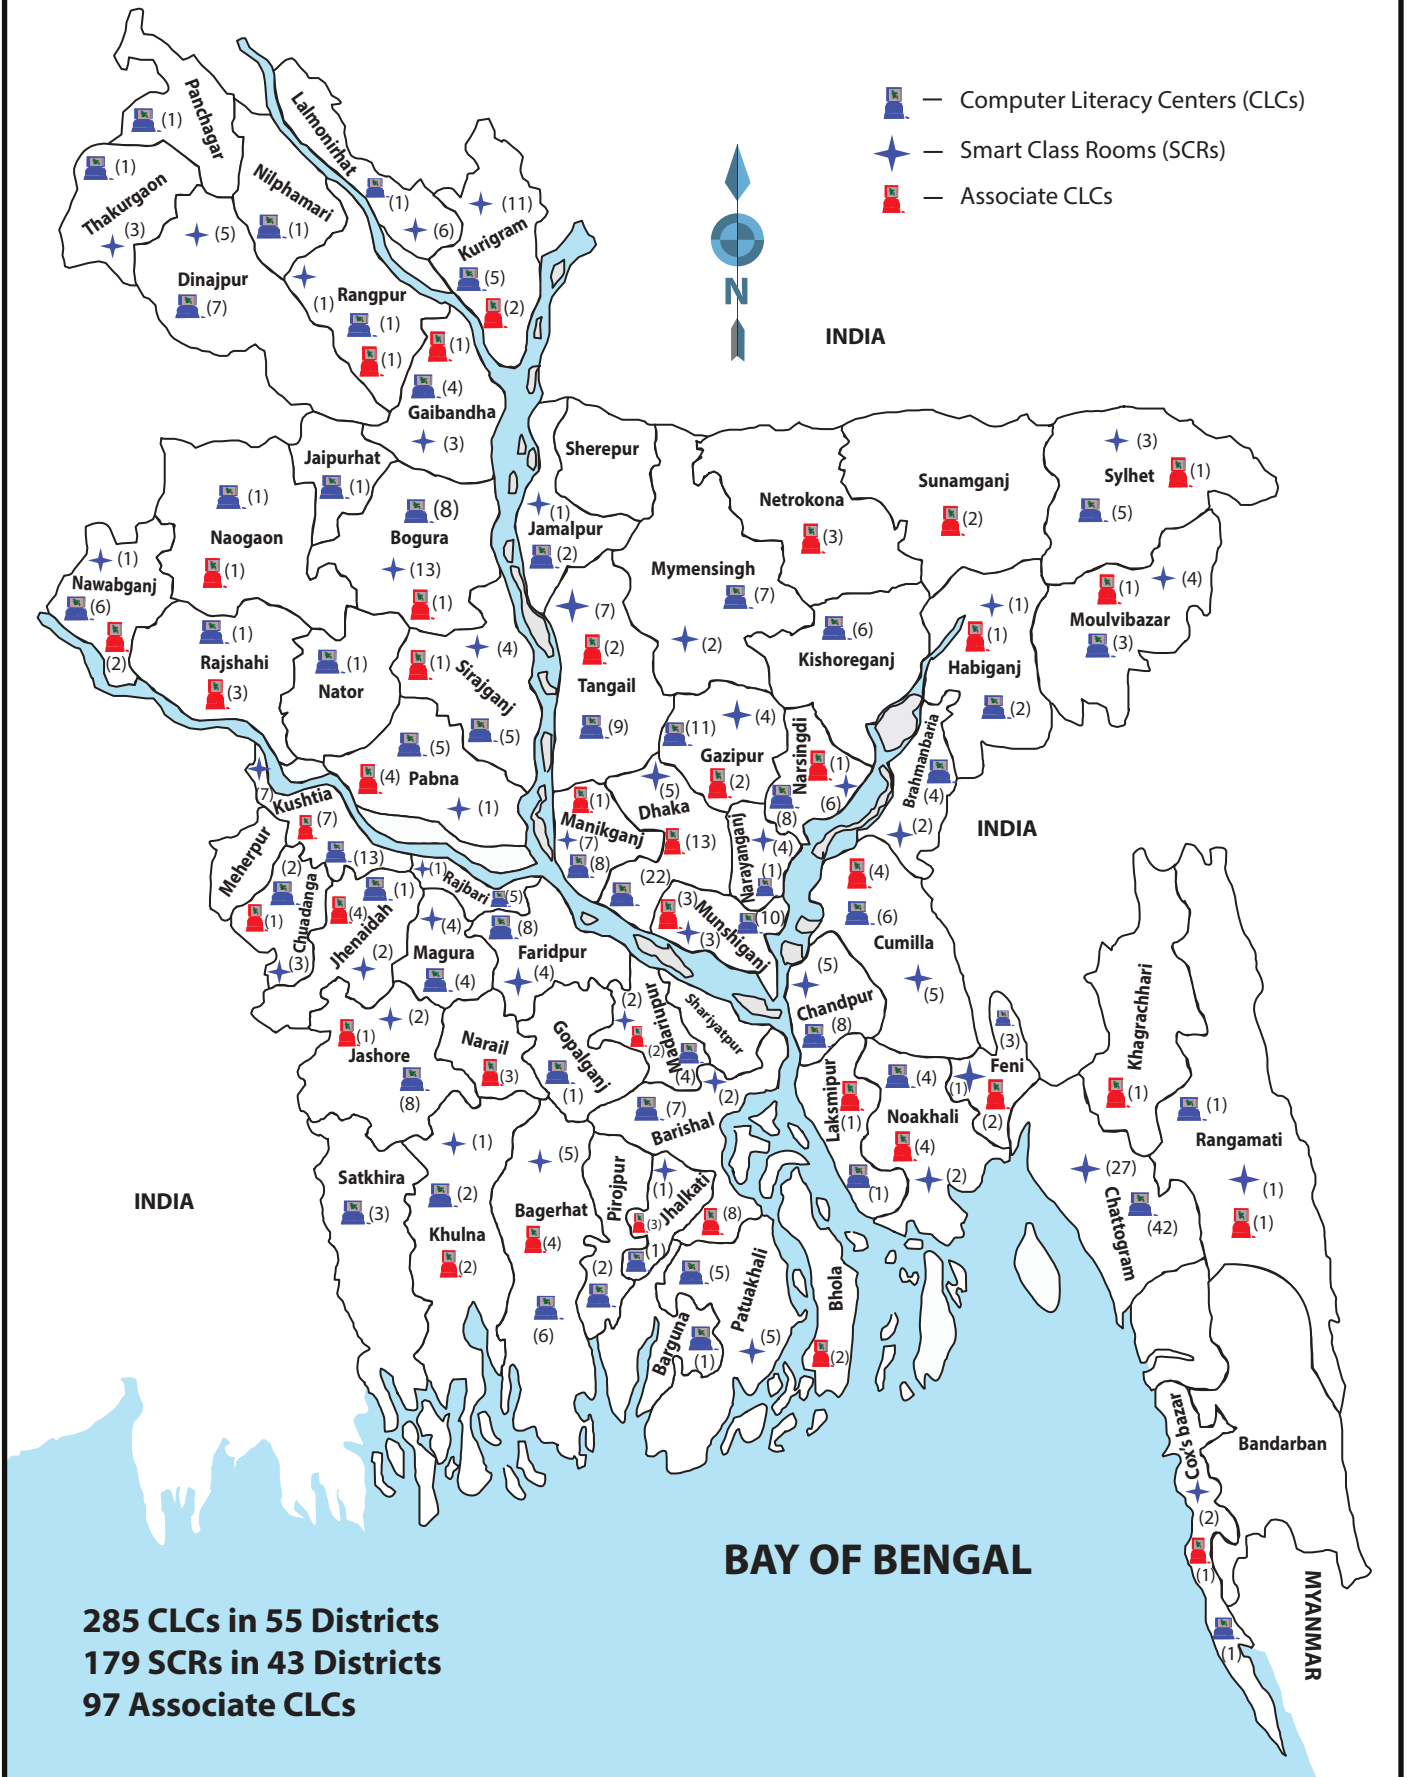 Computer Literacy Centers (CLCs)
Smart Class Rooms (SCRs)
Associate CLCs
N
INDIA
Panchagar
(1)
Lalmonirhat
(1)
(6)
(1)
Thakurgaon
(3)
Nilphamari
(1)
(11)
Kurigram
(5)
(2)
(5)
Dinajpur
(7)
(1)
Rangpur
(1)
(1)
(1)
(4)
Gaibandha
(3)
Jaipurhat
(1)
(1)
Naogaon
(1)
(8)
Bogura
(13)
(1)
Sherepur
(1)
Jamalpur
(2)
Netrokona
(3)
Sunamganj
(2)
(3)
Sylhet
(1)
(5)
(1)
Nawabganj
(6)
(2)
(1)
Rajshahi
(3)
(1)
Nator
(4)
(1)
Sirajganj
(5)
(7)
(2)
Tangail
(9)
Mymensingh
(7)
(2)
(6)
Kishoreganj
(1)
(1)
Habiganj
(2)
(4)
(1)
Moulvibazar
(3)
(5)
(4)
Pabna
(1)
(4)
(11)
Gazipur
(2)
Narsingdi
(1)
(6)
(8)
Brahmanbaria
(4)
(2)
INDIA
(7)
Kushtia
(7)
(13)
Meherpur
(2)
(1)
Chuadanga
(3)
(1)
(4)
Jhenaidah
(2)
(1)
Rajbari
(5)
(1)
Manikganj
(7)
(8)
(5)
Dhaka
(13)
(22)
Narayanganj
(4)
(1)
(3)
Munshiganj
(10)
(3)
(4)
Magura
(4)
(8)
Faridpur
(4)
(4)
(6)
Cumilla
(5)
(5)
Chandpur
(8)
(2)
(1)
Jashore
(8)
Narail
(3)
Gopalganj
(1)
(2)
Madaripur
(2)
(4)
Shariyatpur
(2)
(7)
Barishal
Laksmipur
(1)
(1)
(4)
Noakhali
(4)
(2)
(3)
Feni
(1)
(2)
Khagrachhari
(1)
(1)
Rangamati
(1)
(1)
(27)
Chattogram
(42)
INDIA
Satkhira
(3)
(1)
(2)
Khulna
(2)
(5)
Bagerhat
(4)
(6)
Pirojpur
(3)
(2)
(1)
Jhalkati
(1)
(8)
(5)
Patuakhali
(5)
Barguna
(1)
Bhola
(2)
Cox's bazar
(2)
(1)
(1)
Bandarban
MYANMAR
BAY OF BENGAL
285 CLCs in 55 Districts
179 SCRs in 43 Districts
97 Associate CLCs